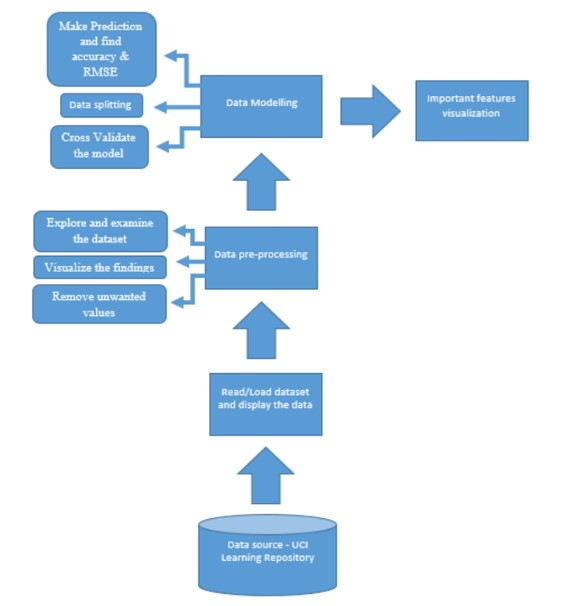 Make Prediction
and find
accuracy &
RMSE
Data splitting
Cross Validate
the model
Data Modelling
Important features
visualization
Explore and examine
the dataset
Visualize the findings
Remove unwanted
values
Data pre-processing
Read/Load dataset
and display the data
Data source - UCI
Learning Repository